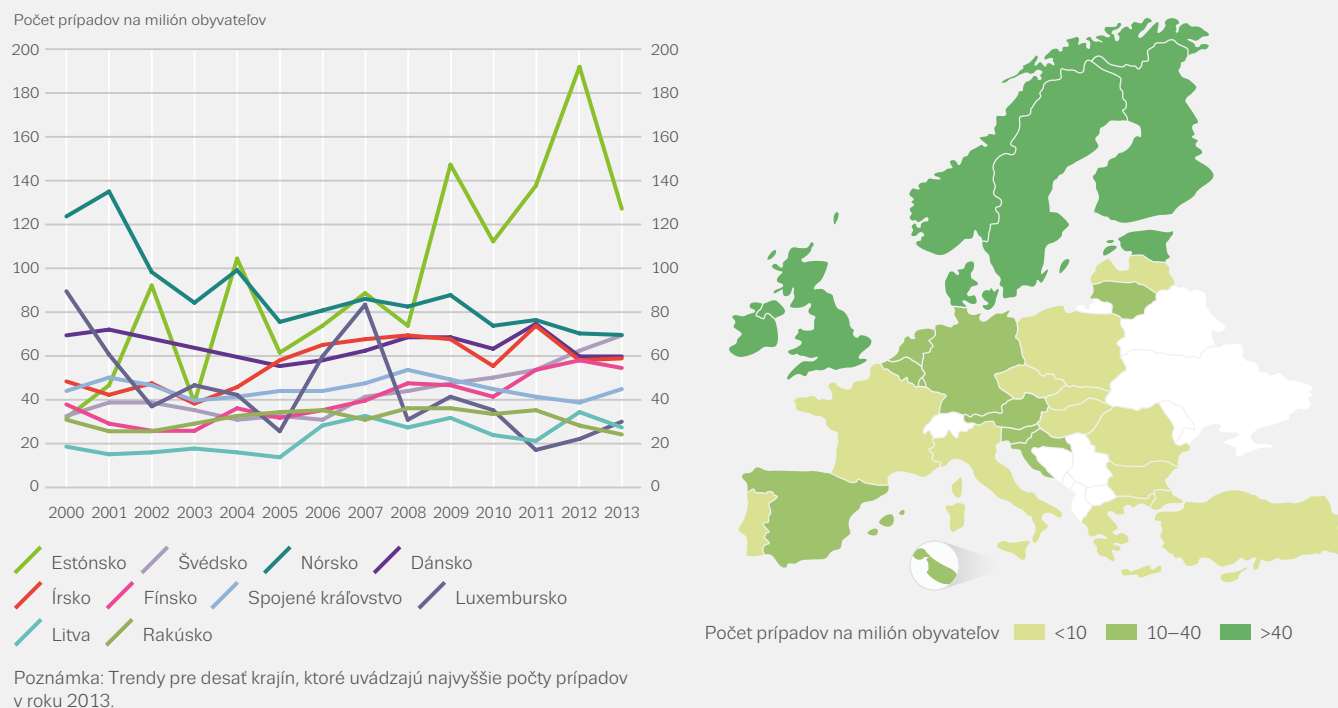 Počet prípadov na milión obyvateľov
200 200
180 180
160 160
140 140
120 120
100 100
80 80
60 60
40 40
20 20
0 0
2000 2001 2002 2003 2004 2005 2006 2007 2008 2009 2010 2011 2012 2013
Estónsko Švédsko Nórsko Dánsko
Írsko Fínsko Spojené kráľovstvo Luxembursko
Litva Rakúsko
Poznámka: Trendy pre desať krajín, ktoré uvádzajú najvyššie počty prípadov
v roku 2013.
Počet prípadov na milión obyvateľov <10 10–40 >40